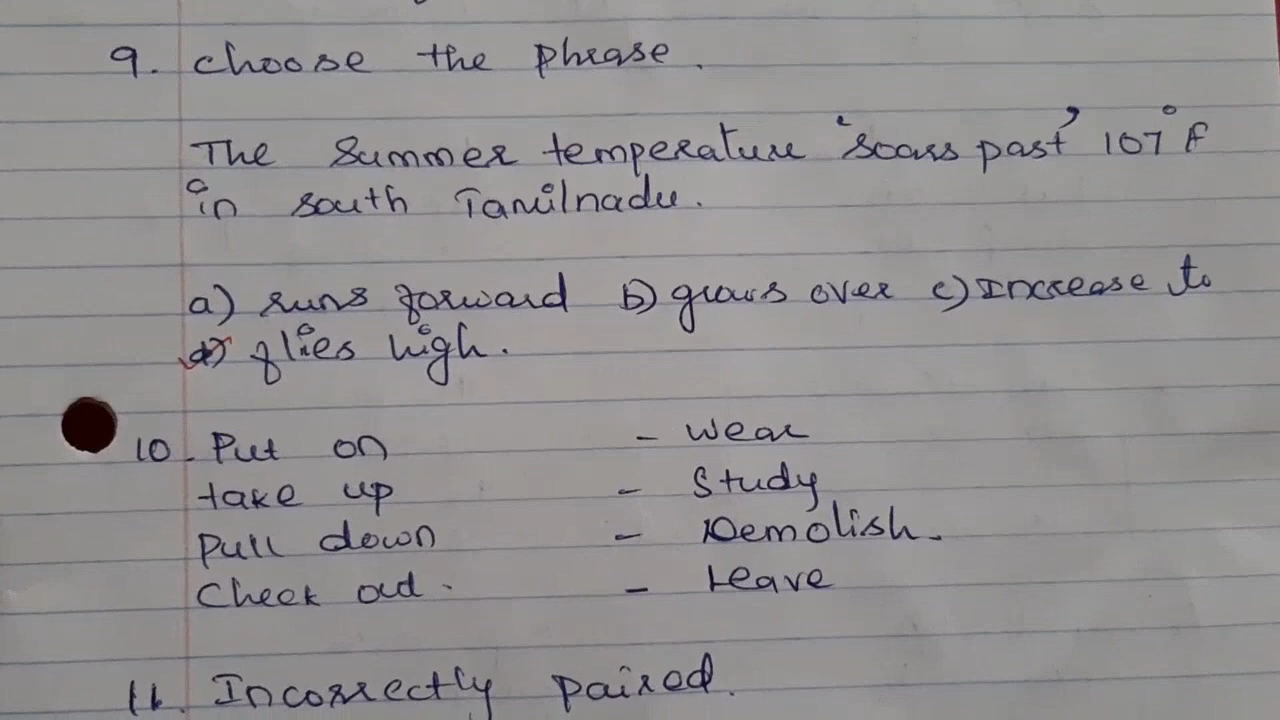 9. choose the phrase.
The Summer temperature 'soars past' 107°F
in south Tamilnadu.
a) runs forward b) grows over c) Increase to
d) flies high.
10. Put on - wear
take up - study
pull down - Demolish.
Check out. - Leave
11. Incorrectly paired.